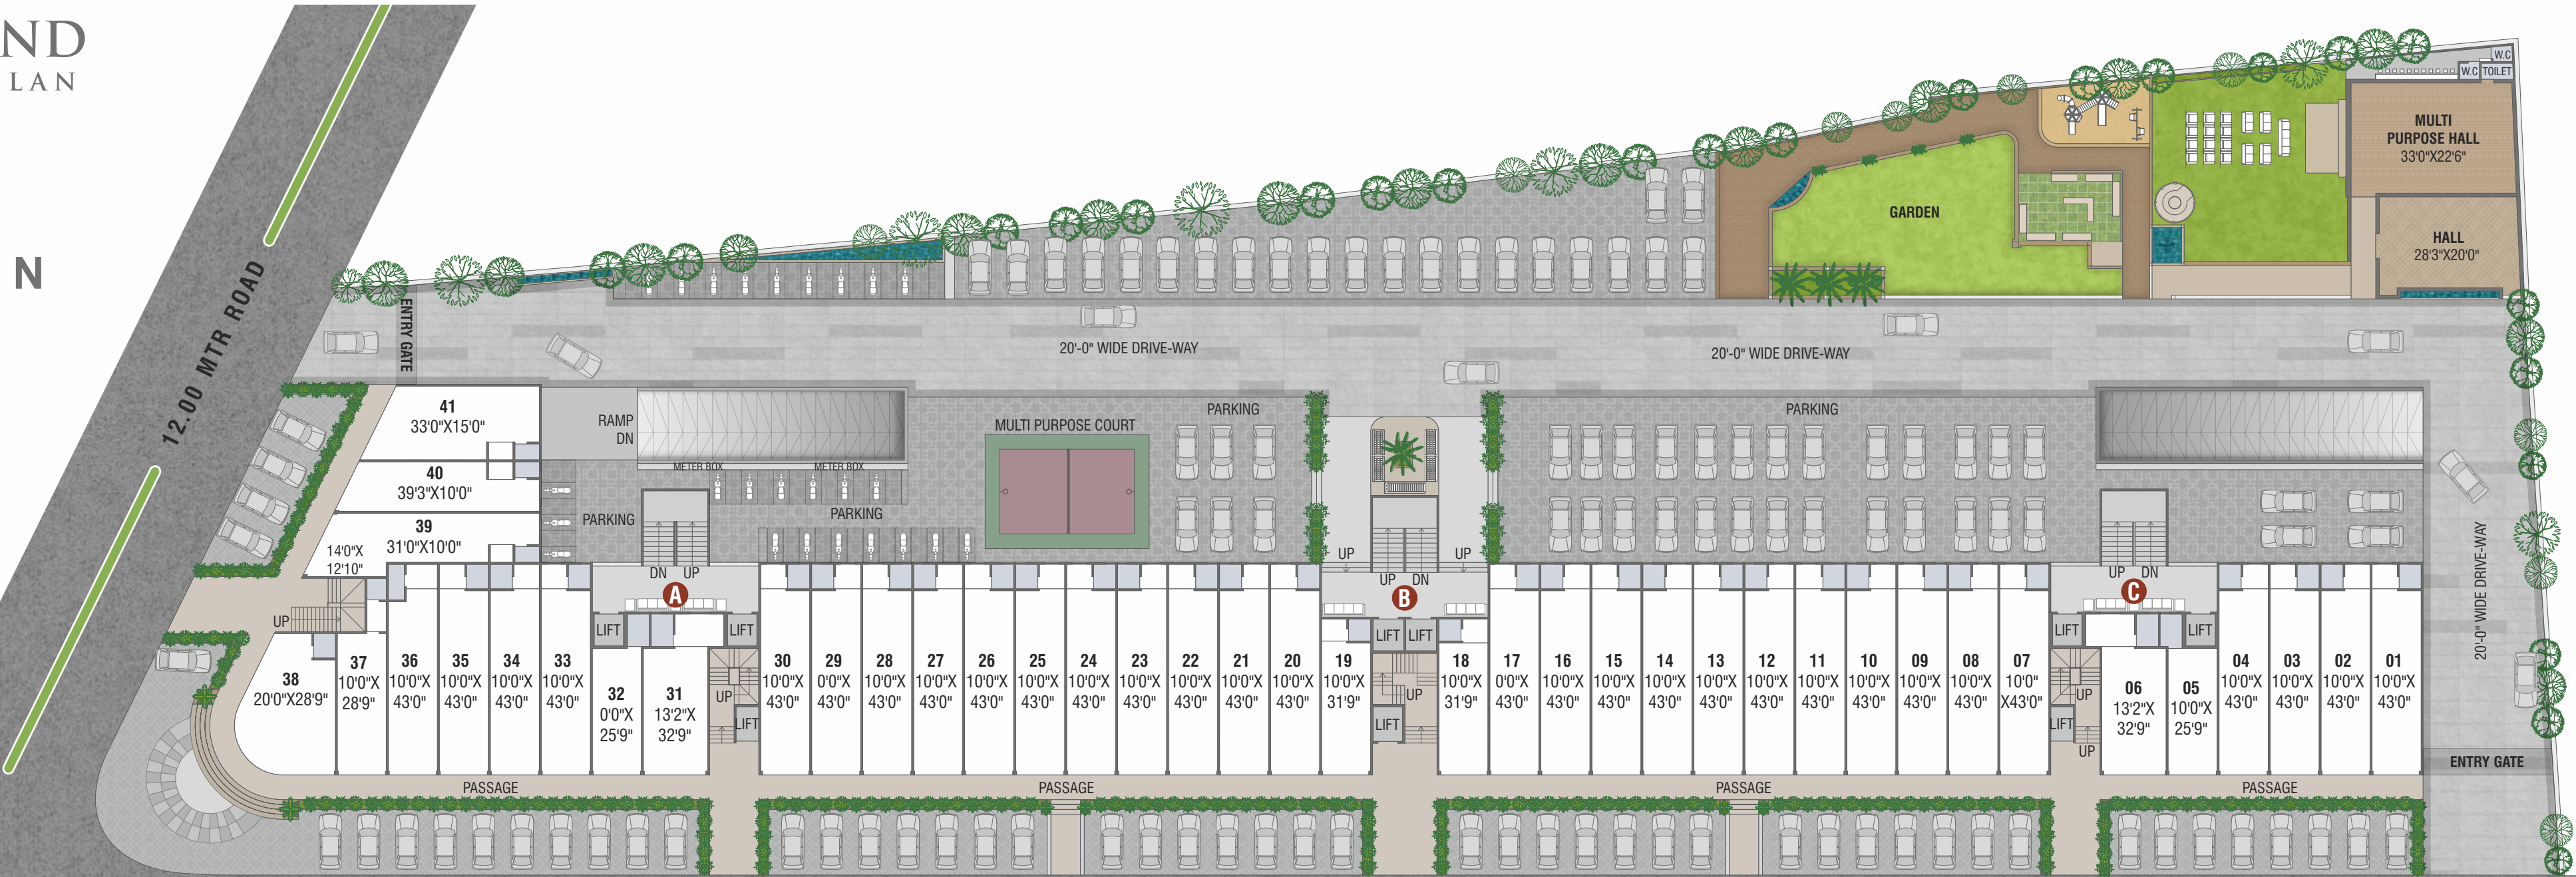 ND
LAN
N
12.00 MTR ROAD
ENTRY GATE
W.C
W.C
TOILET
MULTI
PURPOSE HALL
33'0"X22'6"
HALL
28'3"X20'0"
GARDEN
20'-0" WIDE DRIVE-WAY
20'-0" WIDE DRIVE-WAY
41
33'0"X15'0"
40
39'3"X10'0"
39
31'0"X10'0"
14'0"X
12'10"
RAMP
DN
METER BOX
METER BOX
PARKING
PARKING
MULTI PURPOSE COURT
PARKING
PARKING
UP
UP
UP
DN
B
DN
UP
A
UP
DN
C
20'-0" WIDE DRIVE-WAY
UP
LIFT
LIFT
LIFT
LIFT
LIFT
LIFT
38
20'0"X28'9"
37
10'0"X
28'9"
36
10'0"X
43'0"
35
10'0"X
43'0"
34
10'0"X
43'0"
33
10'0"X
43'0"
32
0'0"X
25'9"
31
13'2"X
32'9"
UP
LIFT
30
10'0"X
43'0"
29
0'0"X
43'0"
28
10'0"X
43'0"
27
10'0"X
43'0"
26
10'0"X
43'0"
25
10'0"X
43'0"
24
10'0"X
43'0"
23
10'0"X
43'0"
22
10'0"X
43'0"
21
10'0"X
43'0"
20
10'0"X
43'0"
19
10'0"X
31'9"
UP
LIFT
18
10'0"X
31'9"
17
0'0"X
43'0"
16
10'0"X
43'0"
15
10'0"X
43'0"
14
10'0"X
43'0"
13
10'0"X
43'0"
12
10'0"X
43'0"
11
10'0"X
43'0"
10
10'0"X
43'0"
09
10'0"X
43'0"
08
10'0"X
43'0"
07
10'0"
X43'0"
UP
LIFT
UP
06
13'2"X
32'9"
05
10'0"X
25'9"
04
10'0"X
43'0"
03
10'0"X
43'0"
02
10'0"X
43'0"
01
10'0"X
43'0"
ENTRY GATE
PASSAGE
PASSAGE
PASSAGE
PASSAGE